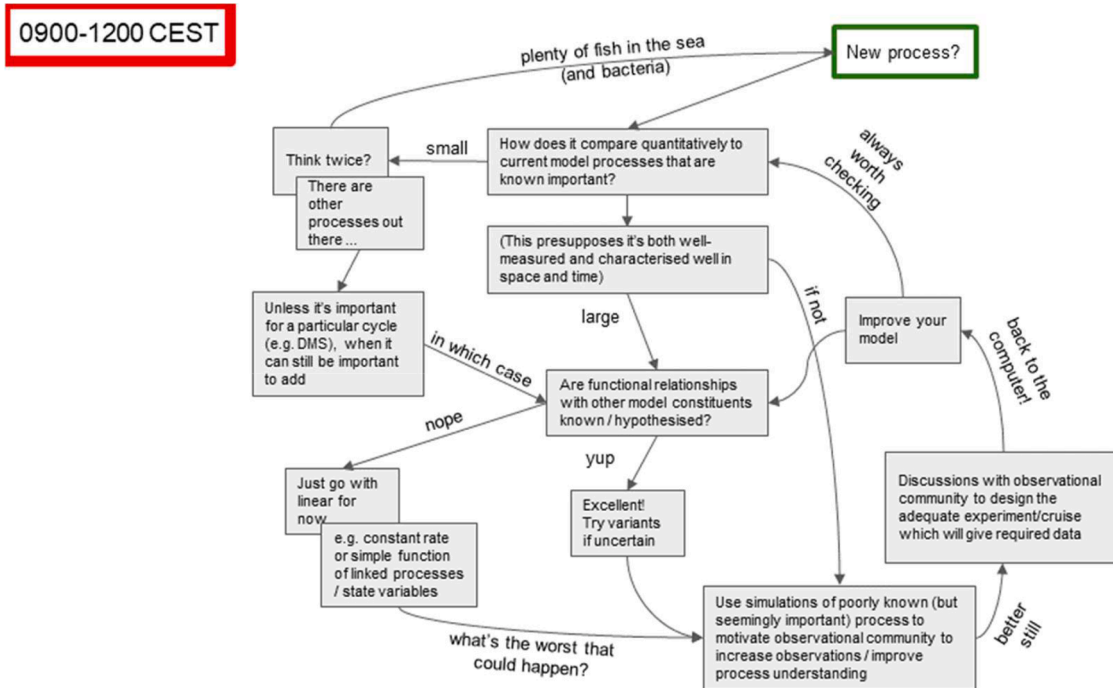 0900-1200 CEST
plenty of fish in the sea
(and bacteria)
New process?
Think twice?
small
How does it compare quantitatively to
current model processes that are
known important?
always
worth
checking
There are
other
processes out
there ...
(This presupposes it's both well-
measured and characterised well in
space and time)
if not
Unless it's important
for a particular cycle
(e.g. DMS), when it
can still be important
to add
large
Improve your
model
in which case
back to the
computer!
Are functional relationships
with other model constituents
known / hypothesised?
nope
yup
Just go with
linear for
now
Excellent!
Try variants
if uncertain
Discussions with observational
community to design the
adequate experiment/cruise
which will give required data
e.g. constant rate
or simple function
of linked processes
/ state variables
Use simulations of poorly known (but
seemingly important) process to
motivate observational community to
increase observations / improve
process understanding
better
still
what's the worst that
could happen?